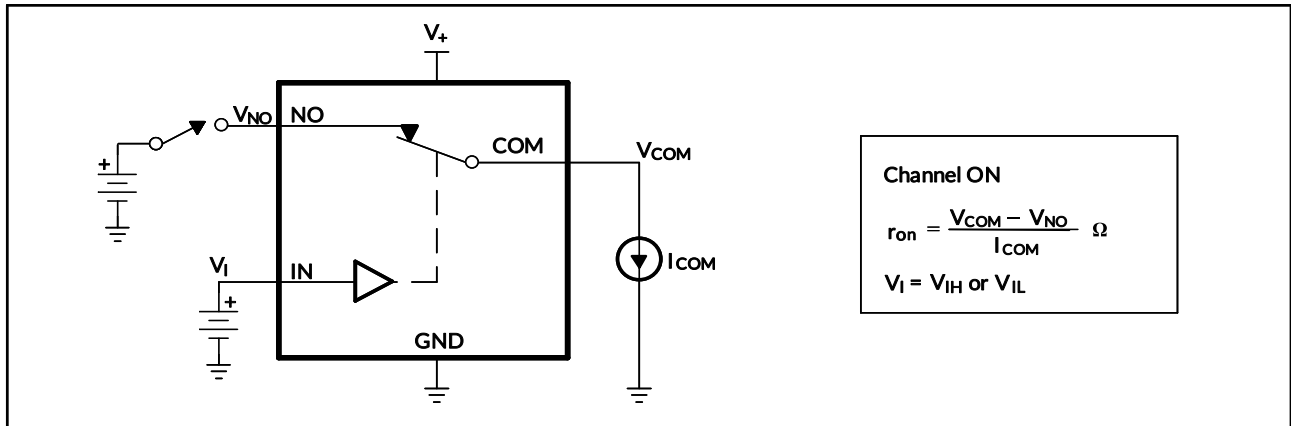 V+
VNO NO
COM
VCOM
+
VI
IN
+
ICOM
GND
Channel ON
ron = VCOM – VNO / ICOM Ω
VI = VIH or VIL